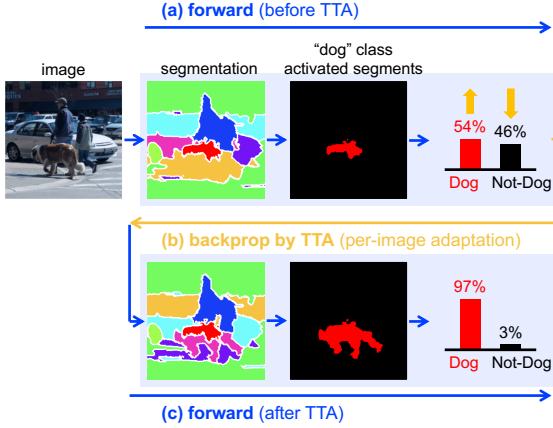 (a) forward (before TTA)
image
segmentation
“dog” class
activated segments
54%
46%
Dog
Not-Dog
(b) backprop by TTA (per-image adaptation)
97%
3%
Dog
Not-Dog
(c) forward (after TTA)